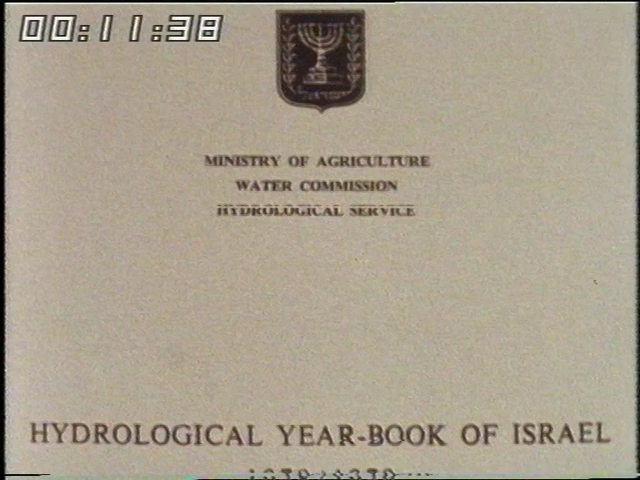 00:11:38
MINISTRY OF AGRICULTURE
WATER COMMISSION
HYDROLOGICAL SERVICE
HYDROLOGICAL YEAR-BOOK OF ISRAEL